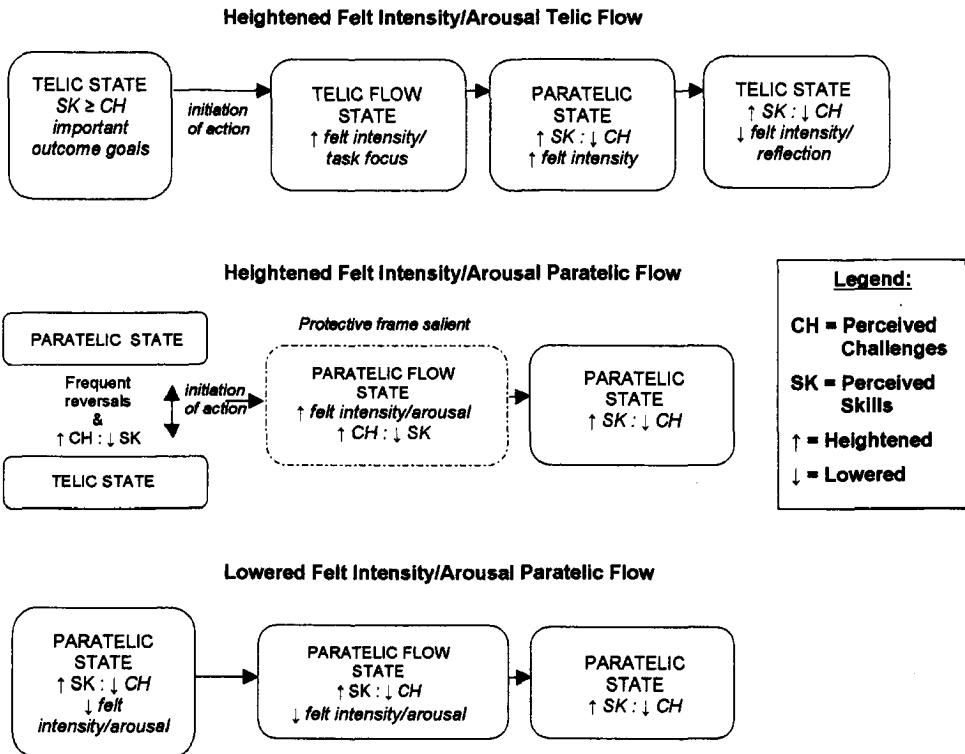 Heightened Felt Intensity/Arousal Telic Flow
TELIC STATE
SK ≥ CH
important
outcome goals
initiation
of action
TELIC FLOW
STATE
↑ felt intensity/
task focus
PARATELIC
STATE
↑ SK : ↓ CH
↑ felt intensity
TELIC STATE
↑ SK : ↓ CH
↓ felt intensity/
reflection
Heightened Felt Intensity/Arousal Paratelic Flow
PARATELIC STATE
Frequent
reversals
&
↑ CH : ↓ SK
TELIC STATE
initiation
of action
Protective frame salient
PARATELIC FLOW
STATE
↑ felt intensity/arousal
↑ CH : ↓ SK
PARATELIC
STATE
↑ SK : ↓ CH
Legend:
CH = Perceived
Challenges
SK = Perceived
Skills
↑ = Heightened
↓ = Lowered
Lowered Felt Intensity/Arousal Paratelic Flow
PARATELIC
STATE
↑ SK : ↓ CH
↓ felt
intensity/arousal
PARATELIC FLOW
STATE
↑ SK : ↓ CH
↓ felt intensity/arousal
PARATELIC
STATE
↑ SK : ↓ CH